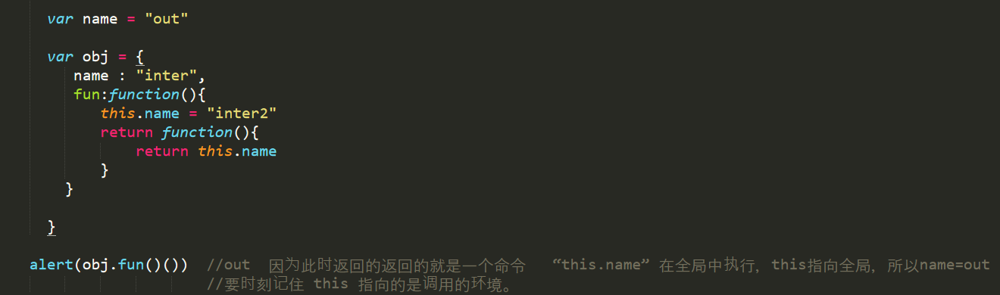 var name = "out"
var obj = {
name : "inter",
fun:function(){
this.name = "inter2"
return function(){
return this.name
}
}
}
alert(obj.fun()()) //out 因为此时返回的返回的就是一个命令 “this.name” 在全局中执行，this指向全局，所以name=out
//要时刻记住 this 指向的是调用的环境。